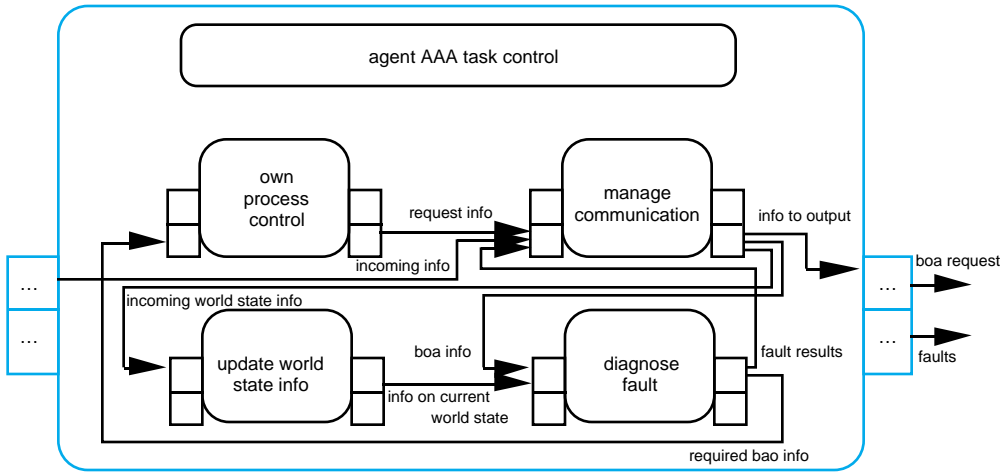 agent AAA task control
own
process
control
manage
communication
request info
info to output
incoming info
boa request
...
...
...
...
incoming world state info
faults
update world
state info
boa info
diagnose
fault
fault results
info on current
world state
required bao info